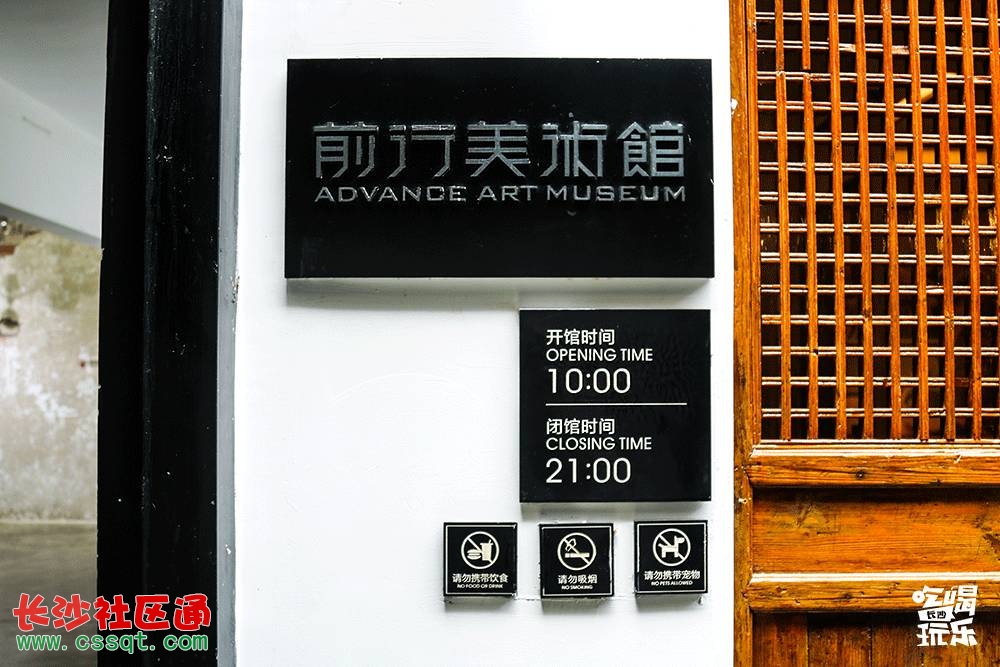 前行美術館
ADVANCE ART MUSEUM
开馆时间
OPENING TIME
10:00
闭馆时间
CLOSING TIME
21:00
请勿携带饮食
NO FOOD OR DRINK
请勿吸烟
NO SMOKING
请勿携带宠物
NO PETS ALLOWED
长沙社区通
www.cssqt.com
吃喝
玩乐